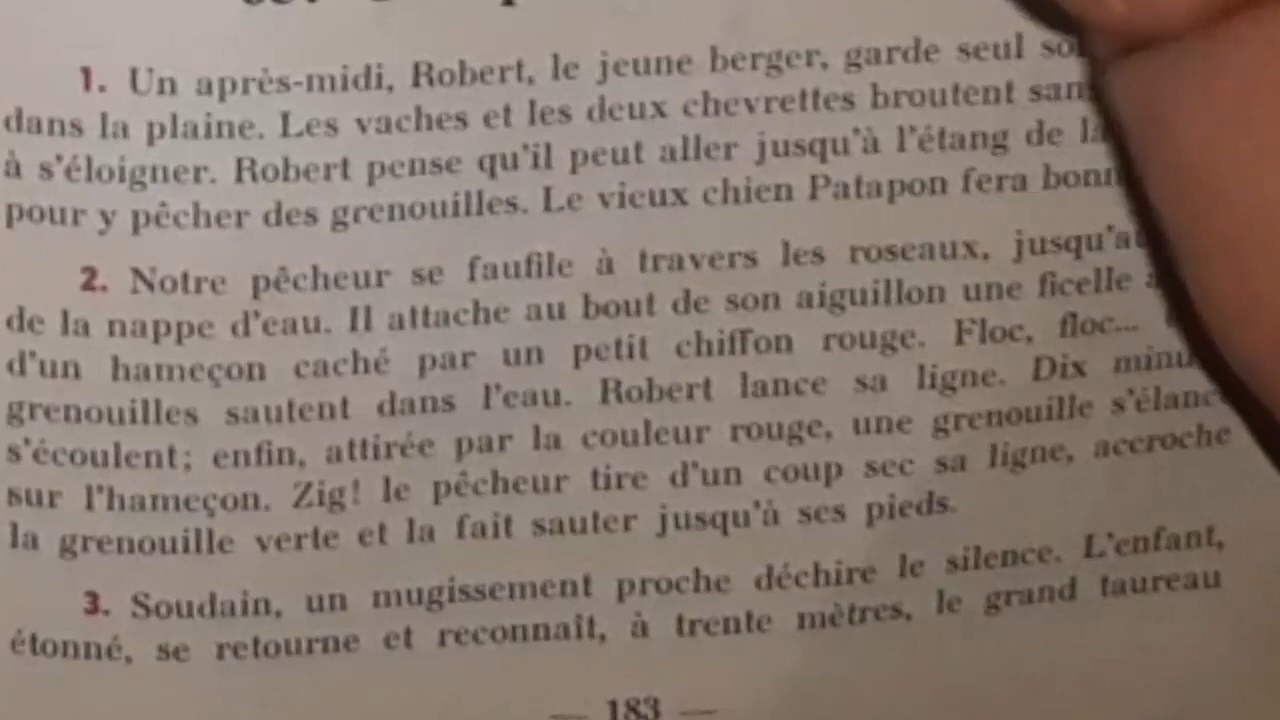 1. Un après-midi, Robert, le jeune berger, garde seul
dans la plaine. Les vaches et les deux chevrettes broutent
à s'éloigner. Robert pense qu'il peut aller jusqu'à l'étang de
pour y pêcher des grenouilles. Le vieux chien Patapon fera
2. Notre pêcheur se faufile à travers les roseaux,
de la nappe d'eau. Il attache au bout de son aiguillon une ficelle
d'un hameçon caché par un petit chiffon rouge. Floc, floc...
grenouilles sautent dans l'eau. Robert lance sa ligne. Dix
s'écoulent; enfin, attirée par la couleur rouge, une grenouille
sur l'hameçon. Zig! le pêcheur tire d'un coup sec sa ligne, accroche
la grenouille verte et la fait sauter jusqu'à ses pieds.
3. Soudain, un mugissement proche déchire le silence. L'enfant,
étonné, se retourne et reconnaît, à trente mètres, le grand taureau
— 183 —